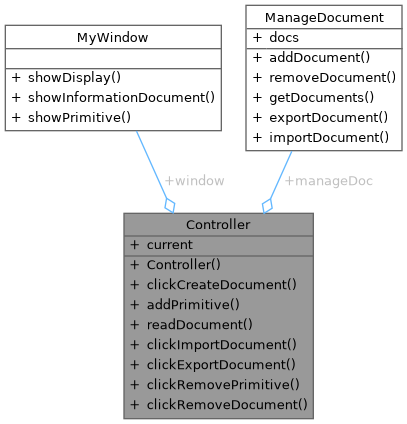 MyWindow
+ showDisplay()
+ showInformationDocument()
+ showPrimitive()
ManageDocument
+ docs
+ addDocument()
+ removeDocument()
+ getDocuments()
+ exportDocument()
+ importDocument()
+window
+manageDoc
Controller
+ current
+ Controller()
+ clickCreateDocument()
+ addPrimitive()
+ readDocument()
+ clickImportDocument()
+ clickExportDocument()
+ clickRemovePrimitive()
+ clickRemoveDocument()